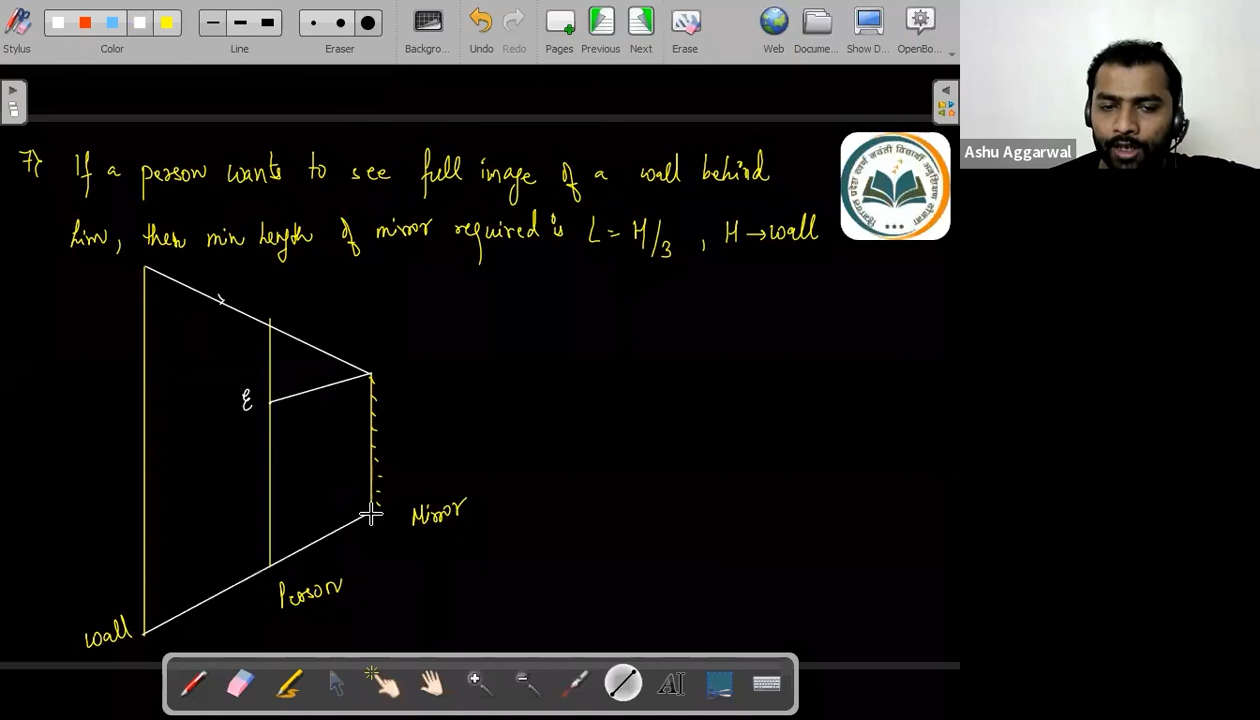 Stylus
Color
Line
Eraser
Backgro...
Undo
Redo
Pages
Previous
Next
Erase
Web
Docume...
Show D...
OpenBo...
Ashu Aggarwal
7) If a person wants to see full image of a wall behind
him, then min length of mirror required is L = H/3 , H → wall
E
Mirror
Person
wall
AI